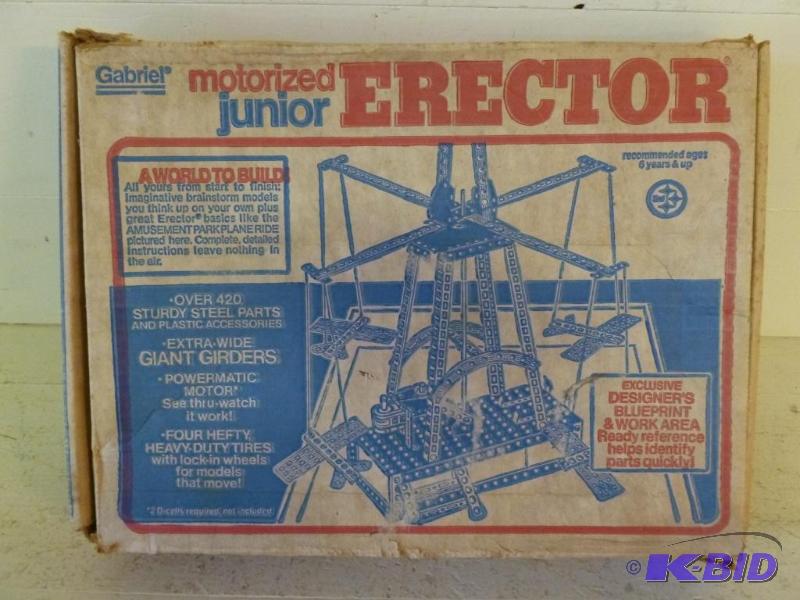 Gabriel®
motorized
junior
ERECTOR®
recommended ages
6 years & up
A WORLD TO BUILD:
All yours from start to finish:
Imaginative brainstorm models
you think up on your own plus
great Erector® basics like the
AMUSEMENT PARK PLANE RIDE
pictured here. Complete, detailed
instructions leave nothing in
the air.
•OVER 420
STURDY STEEL PARTS
AND PLASTIC ACCESSORIES
•EXTRA-WIDE
GIANT GIRDERS
•POWERMATIC
MOTOR*
See thru-watch
it work!
•FOUR HEFTY
HEAVY-DUTY TIRES
with lock-in wheels
for models
that move!
*2 D-cells required, not included
EXCLUSIVE
DESIGNER'S
BLUEPRINT
& WORK AREA
Ready reference
helps identify
parts quickly!
© K-BID